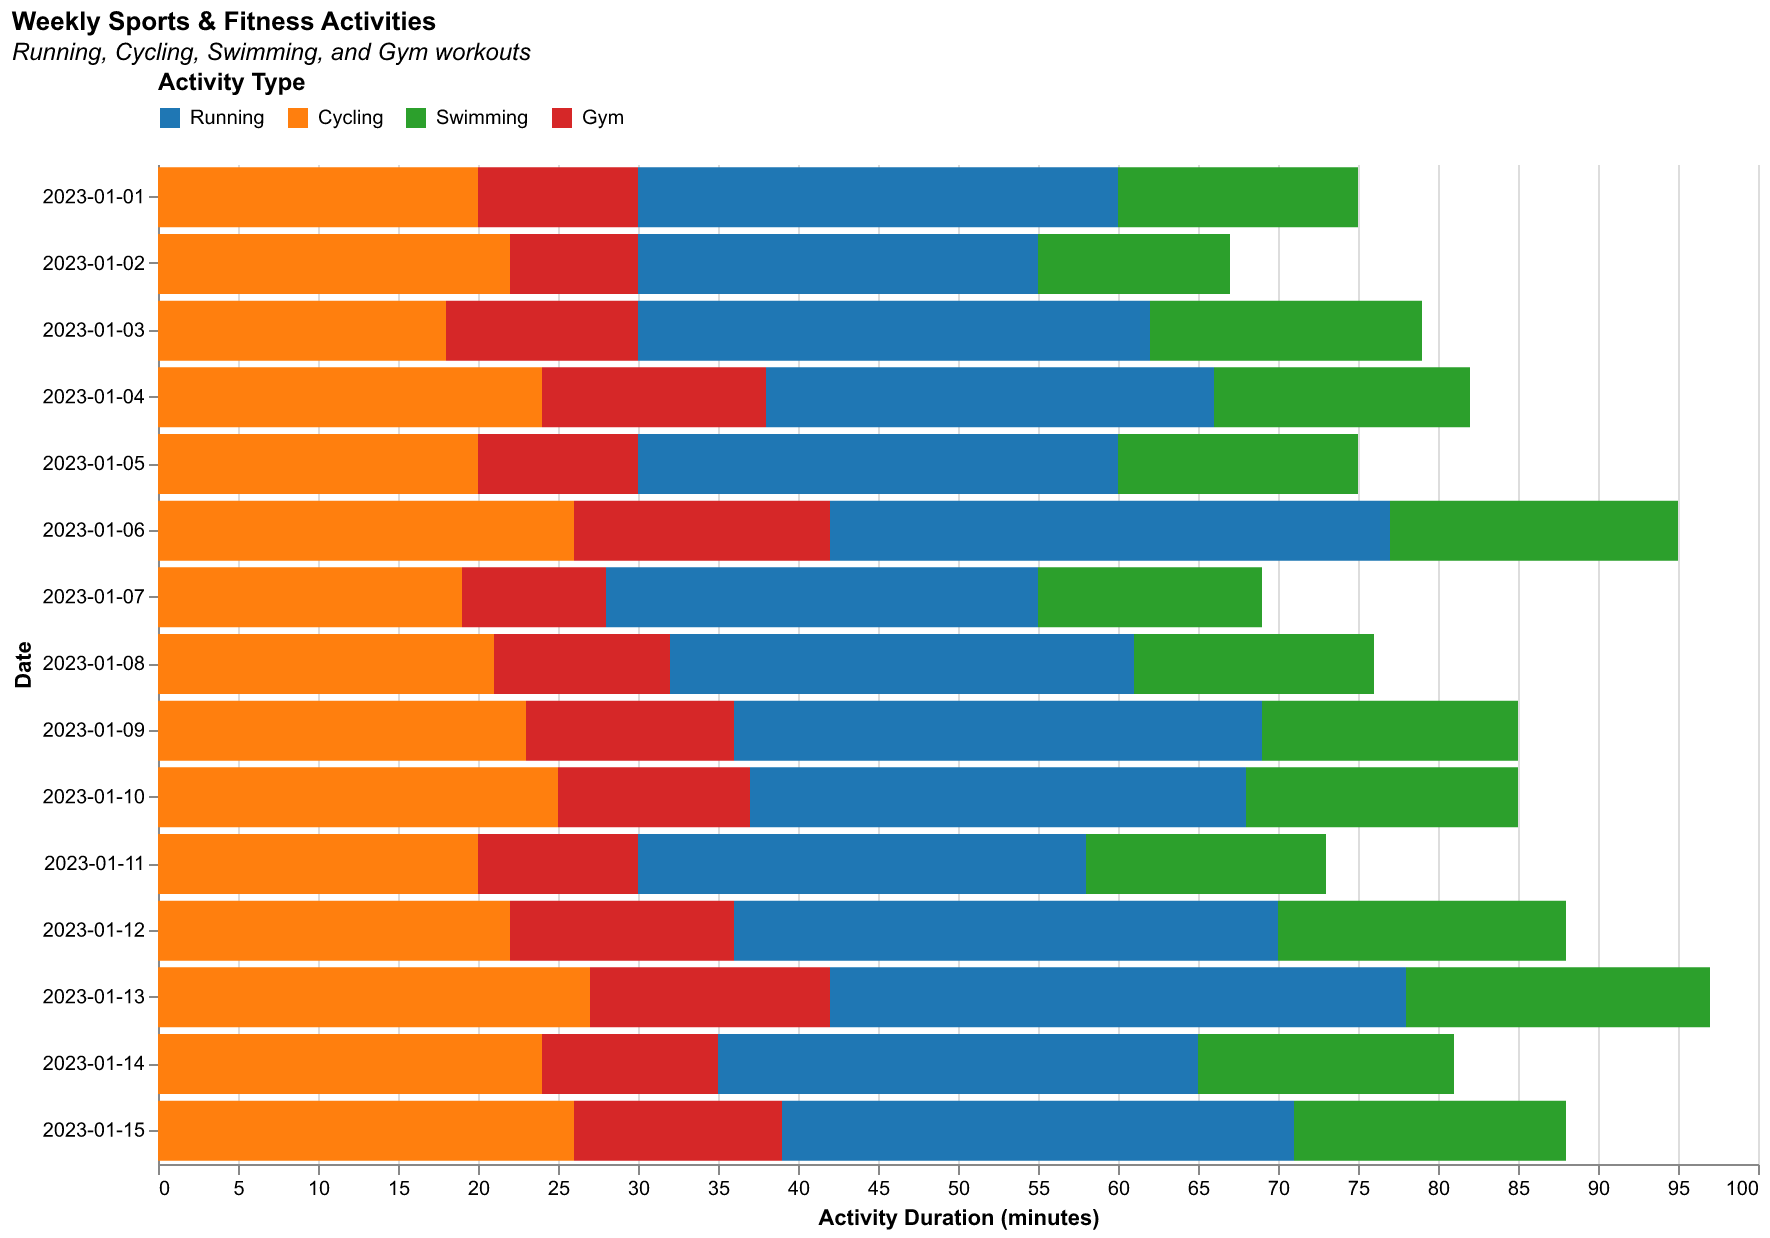 Weekly Sports & Fitness Activities
Running, Cycling, Swimming, and Gym workouts
Activity Type
Running Cycling Swimming Gym
2023-01-01
2023-01-02
2023-01-03
2023-01-04
2023-01-05
2023-01-06
2023-01-07
2023-01-08
2023-01-09
2023-01-10
2023-01-11
2023-01-12
2023-01-13
2023-01-14
2023-01-15
Date
0 5 10 15 20 25 30 35 40 45 50 55 60 65 70 75 80 85 90 95 100
Activity Duration (minutes)